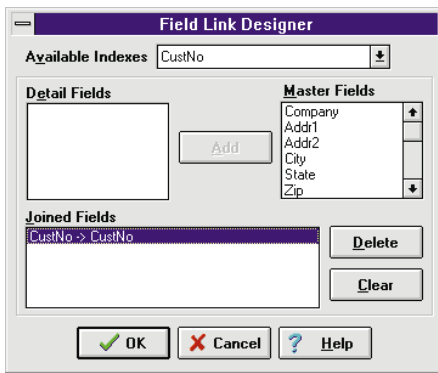 Field Link Designer
Available Indexes CustNo
Detail Fields
Master Fields
Company
Addr1
Addr2
City
State
Zip
Add
Joined Fields
CustNo -> CustNo
Delete
Clear
OK Cancel ? Help